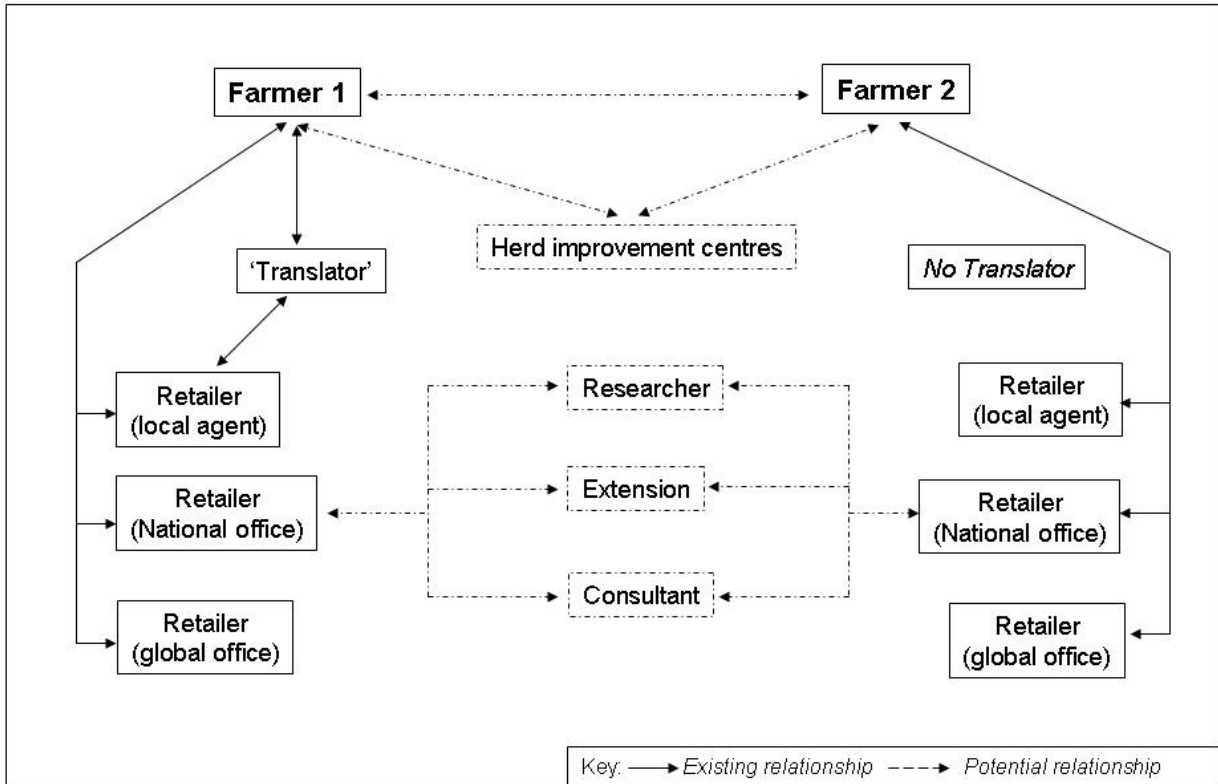 Farmer 1
Farmer 2
Herd improvement centres
‘Translator’
No Translator
Retailer
(local agent)
Researcher
Retailer
(local agent)
Retailer
(National office)
Extension
Retailer
(National office)
Consultant
Retailer
(global office)
Retailer
(global office)
Key: Existing relationship Potential relationship